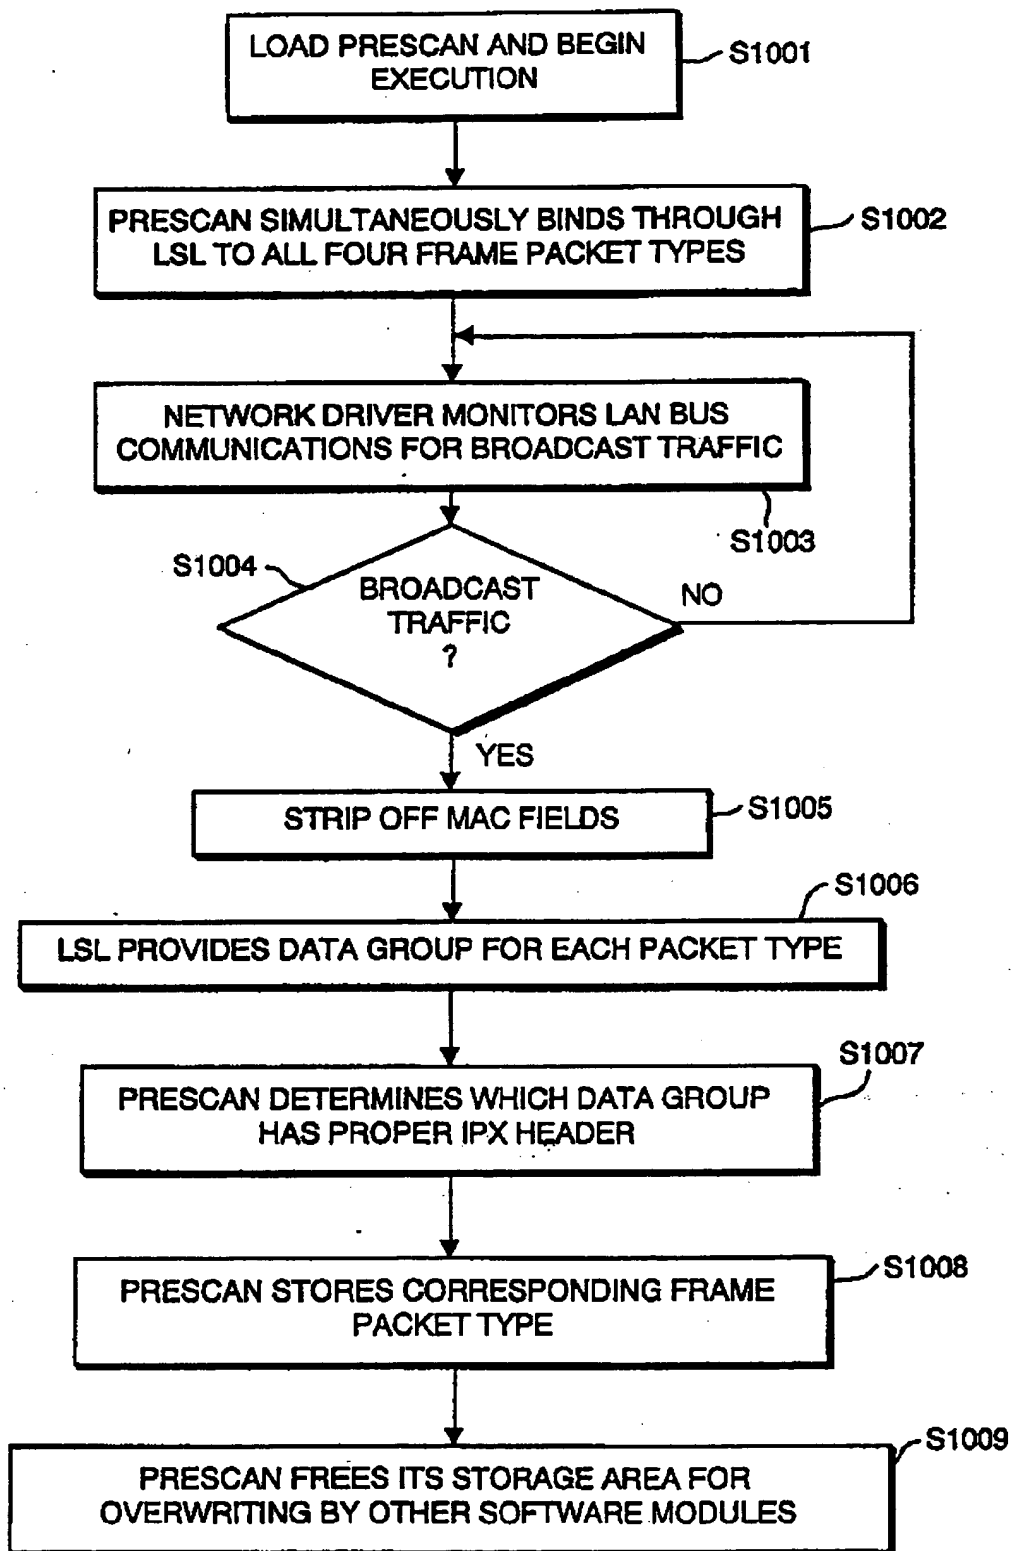 LOAD PRESCAN AND BEGIN
EXECUTION
S1001
PRESCAN SIMULTANEOUSLY BINDS THROUGH
LSL TO ALL FOUR FRAME PACKET TYPES
S1002
NETWORK DRIVER MONITORS LAN BUS
COMMUNICATIONS FOR BROADCAST TRAFFIC
S1003
S1004
BROADCAST
TRAFFIC
?
NO
YES
STRIP OFF MAC FIELDS
S1005
S1006
LSL PROVIDES DATA GROUP FOR EACH PACKET TYPE
S1007
PRESCAN DETERMINES WHICH DATA GROUP
HAS PROPER IPX HEADER
S1008
PRESCAN STORES CORRESPONDING FRAME
PACKET TYPE
S1009
PRESCAN FREES ITS STORAGE AREA FOR
OVERWRITING BY OTHER SOFTWARE MODULES